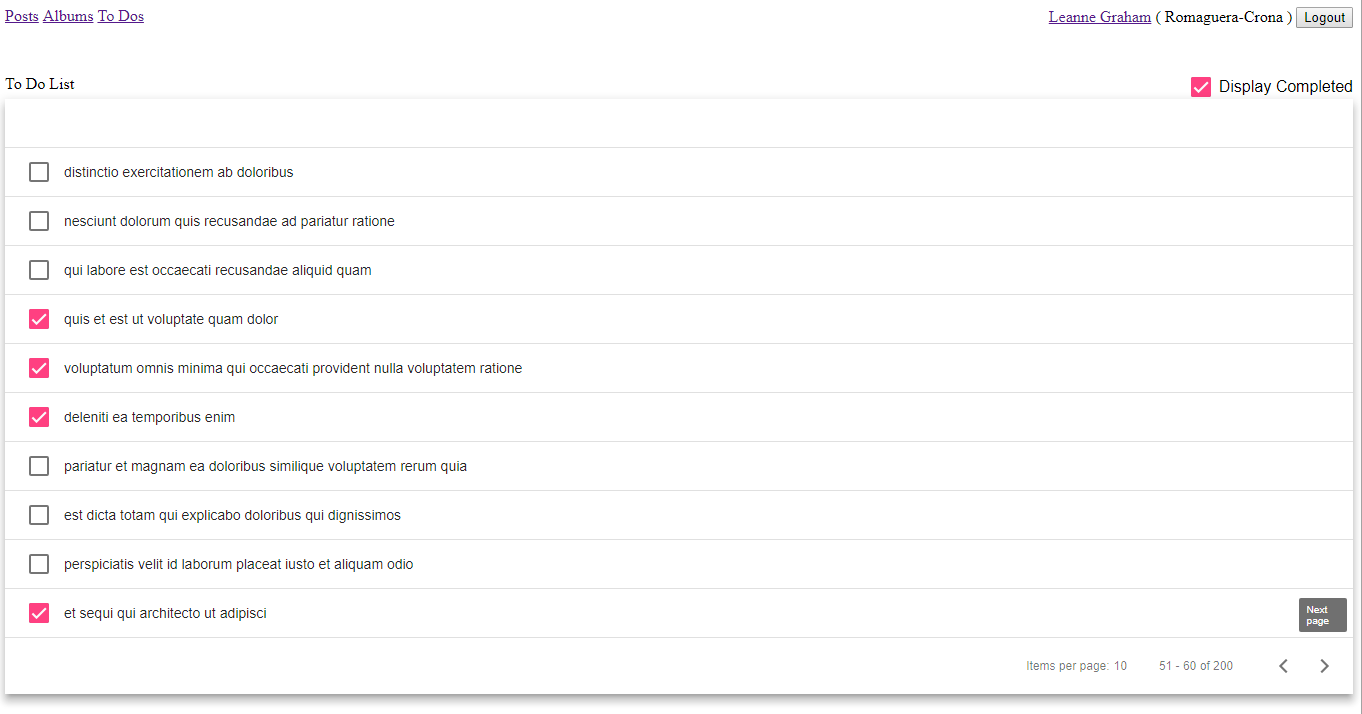 Posts Albums To Dos
Leanne Graham ( Romaguera-Crona ) Logout
To Do List
Display Completed
distinctio exercitationem ab doloribus
nesciunt dolorum quis recusandae ad pariatur ratione
qui labore est occaecati recusandae aliquid quam
quis et est ut voluptate quam dolor
voluptatum omnis minima qui occaecati provident nulla voluptatem ratione
deleniti ea temporibus enim
pariatur et magnam ea doloribus similique voluptatem rerum quia
est dicta totam qui explicabo doloribus qui dignissimos
perspiciatis velit id laborum placeat iusto et aliquam odio
et sequi qui architecto ut adipisci
Next
page
Items per page: 10 51 - 60 of 200